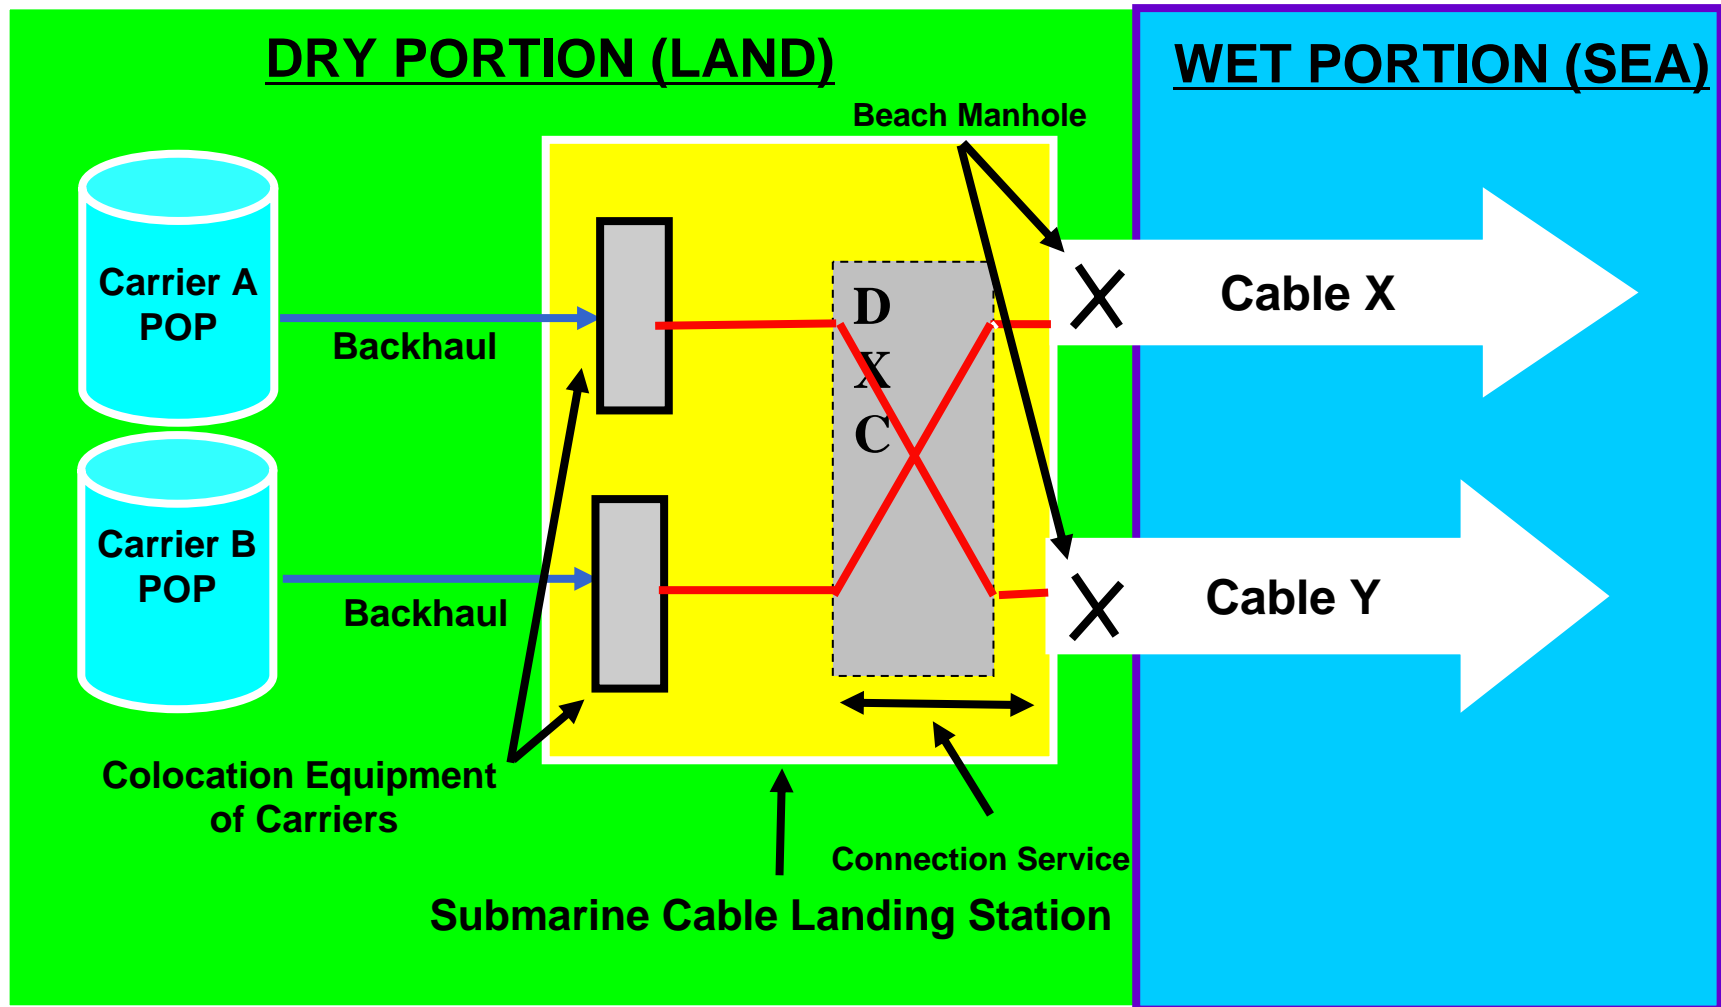 DRY PORTION (LAND)
WET PORTION (SEA)
Beach Manhole
Carrier A
POP
Backhaul
D
X
C
Cable X
Carrier B
POP
Backhaul
Cable Y
Colocation Equipment
of Carriers
Connection Service
Submarine Cable Landing Station